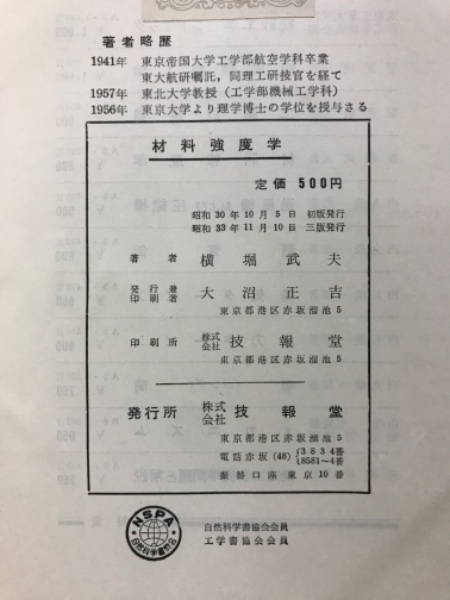 著者略歴
1941年 東京帝国大学工学部航空学科卒業
東大航研嘱託，同理工研技官を経て
1957年 東北大学教授（工学部機械工学科）
1956年 東京大学より理学博士の学位を授与さる
材料強度学
定価 500円
昭和30年10月5日 初版発行
昭和33年11月10日 三版発行
著者 横堀武夫
発行兼印刷者 大沼正吉
東京都港区赤坂溜池5
印刷所 株式会社 技報堂
東京都港区赤坂溜池5
発行所 株式会社 技報堂
東京都港区赤坂溜池5
電話赤坂(48) 3834番 8581〜4番
振替口座東京10番
NSPA
自然科学書協会
自然科学書協会会員
工学書協会会員